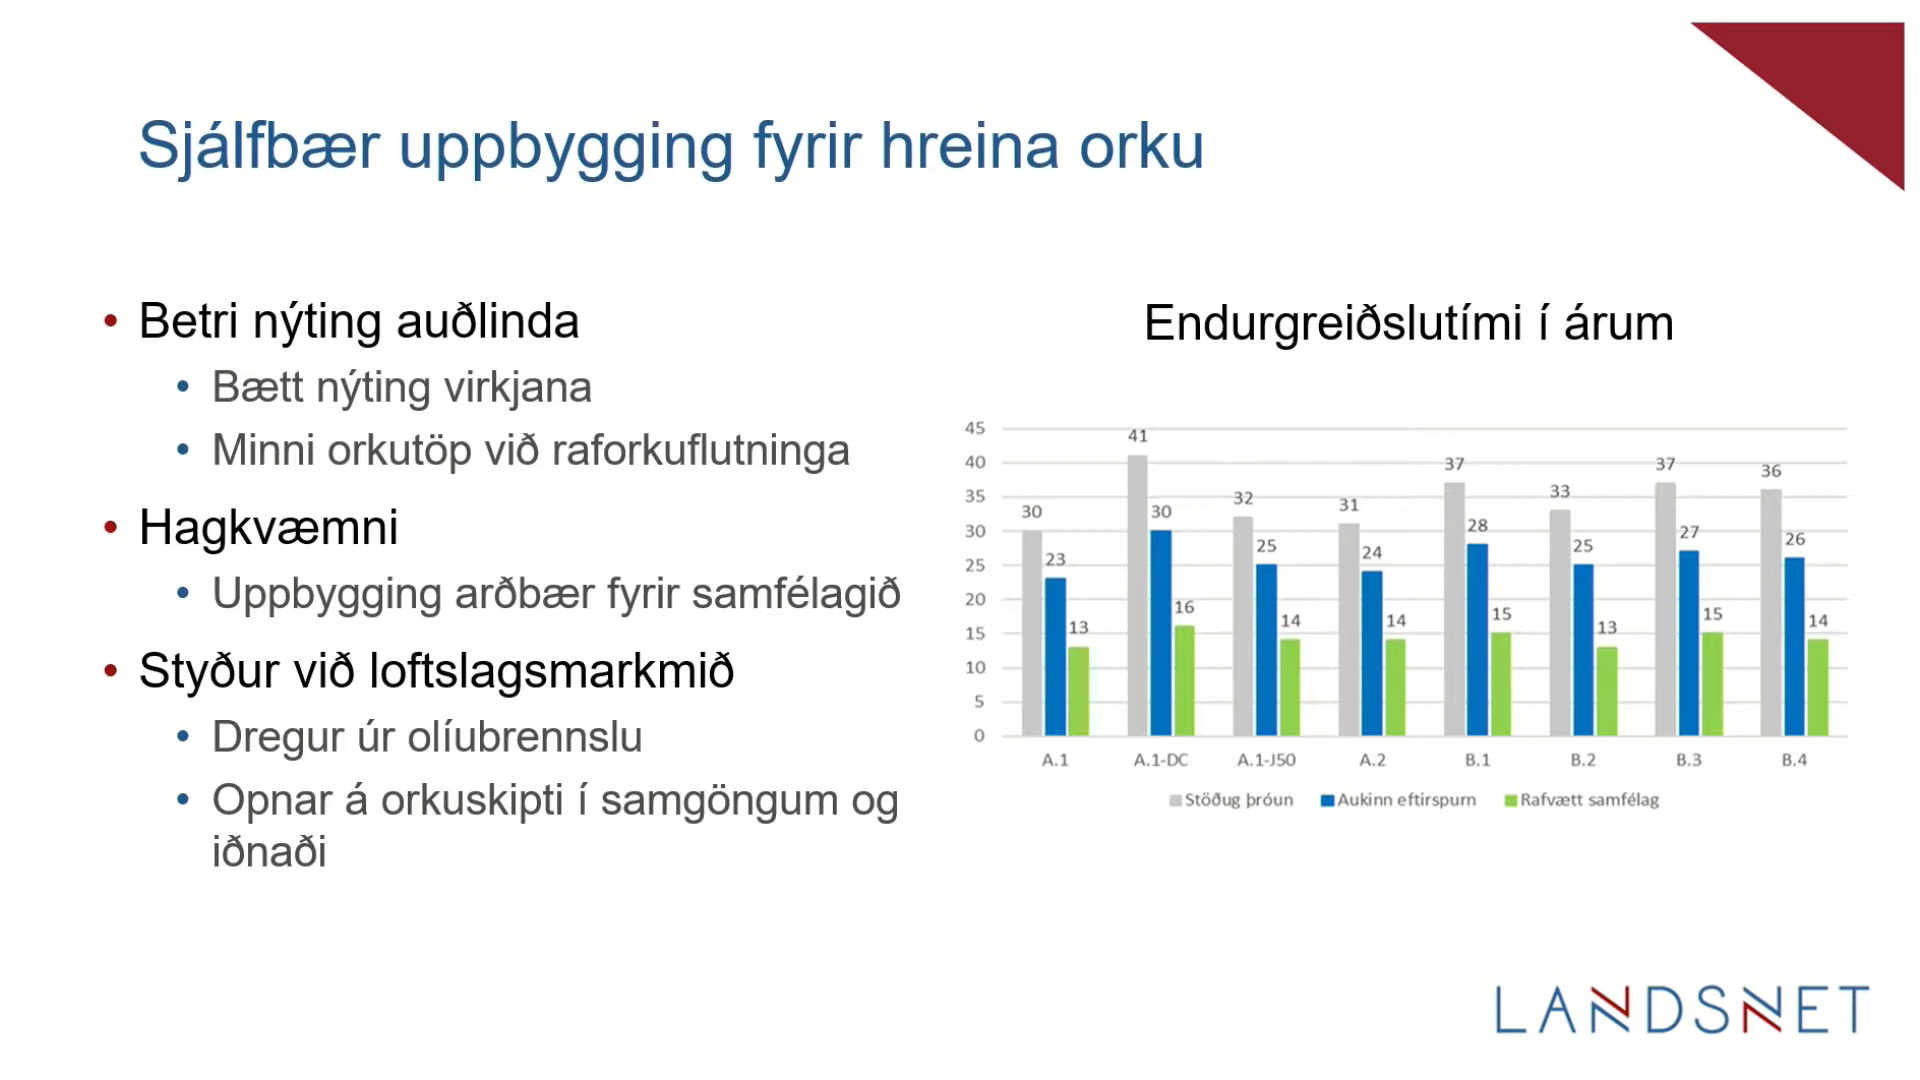 Sjálfbær uppbygging fyrir hreina orku
• Betri nýting auðlinda
• Bætt nýting virkjana
• Minni orkutöp við raforkuflutninga
• Hagkvæmni
• Uppbygging arðbær fyrir samfélagið
• Styður við loftslagsmarkmið
• Dregur úr olíubrennslu
• Opnar á orkuskipti í samgöngum og
iðnaði
Endurgreiðslutími í árum
45
40
35
30
25
20
15
10
5
0
30 23 13
41 30 16
32 25 14
31 24 14
37 28 15
33 25 13
37 27 15
36 26 14
A.1 A.1-DC A.1-J50 A.2 B.1 B.2 B.3 B.4
Stöðug þróun Aukinn eftirspurn Rafvætt samfélag
LANDSNET